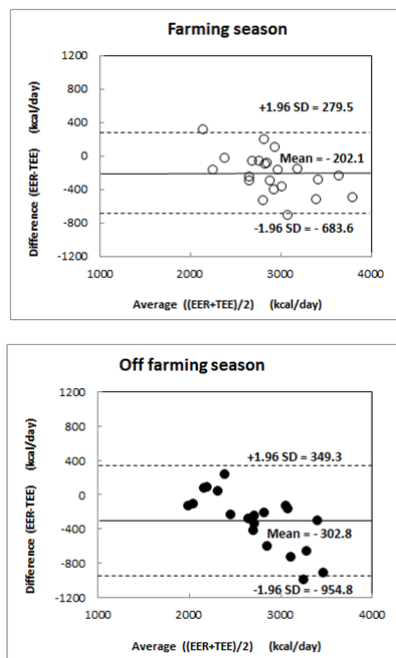 Farming season
1200
800
+1.96 SD = 279.5
400
0
Mean = - 202.1
-400
-1.96 SD = - 683.6
-800
-1200
1000 2000 3000 4000
Difference (EER-TEE) (kcal/day)
Average ((EER+TEE)/2) (kcal/day)
Off farming season
1200
800
+1.96 SD = 349.3
400
0
Mean = - 302.8
-400
-800
-1.96 SD = - 954.8
-1200
1000 2000 3000 4000
Difference (EER-TEE) (kcal/day)
Average ((EER+TEE)/2) (kcal/day)